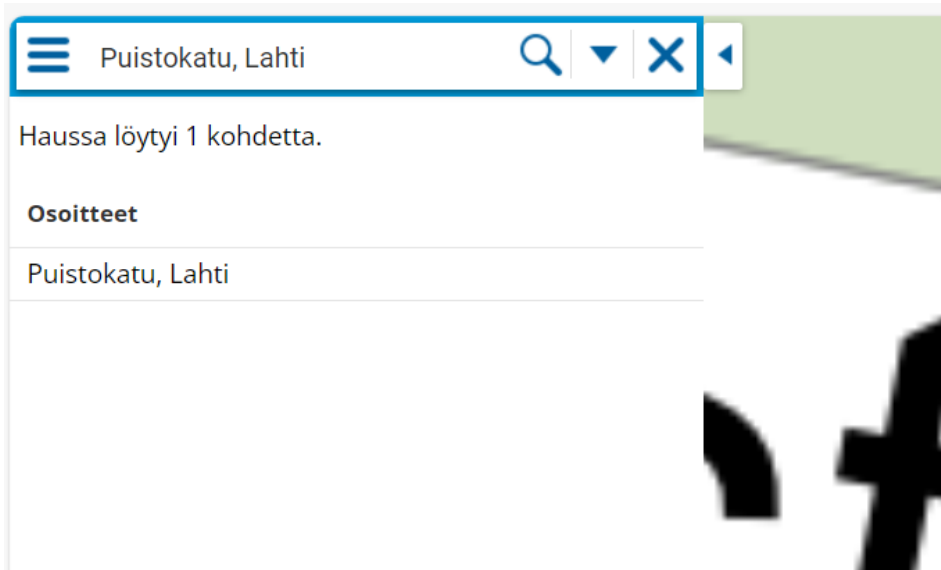 Puistokatu, Lahti
Haussa löytyi 1 kohdetta.
Osoitteet
Puistokatu, Lahti